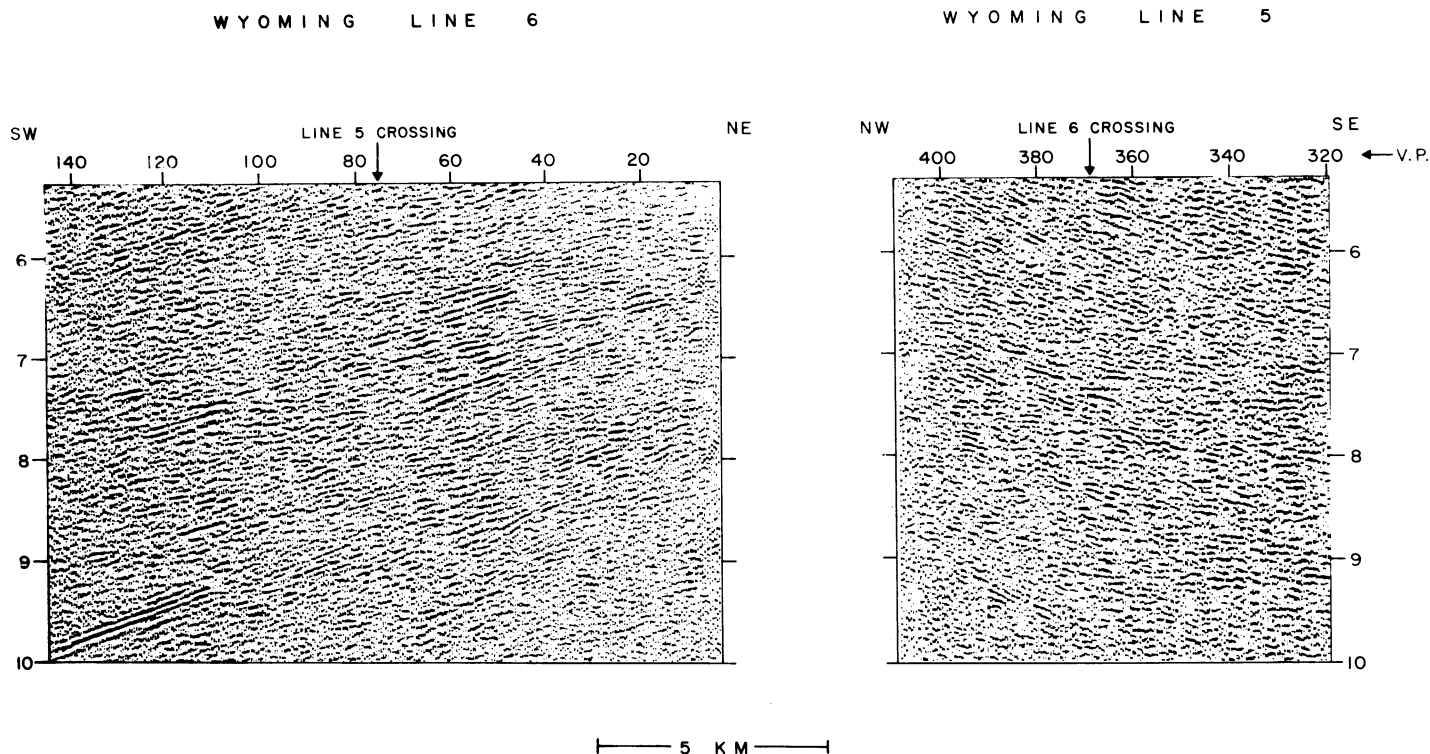 WYOMING LINE 6
WYOMING LINE 5
SW
LINE 5 CROSSING
NE
140 120 100 80 60 40 20
6
7
8
9
10
NW
LINE 6 CROSSING
SE
400 380 360 340 320 ←V.P.
6
7
8
9
10
5 KM